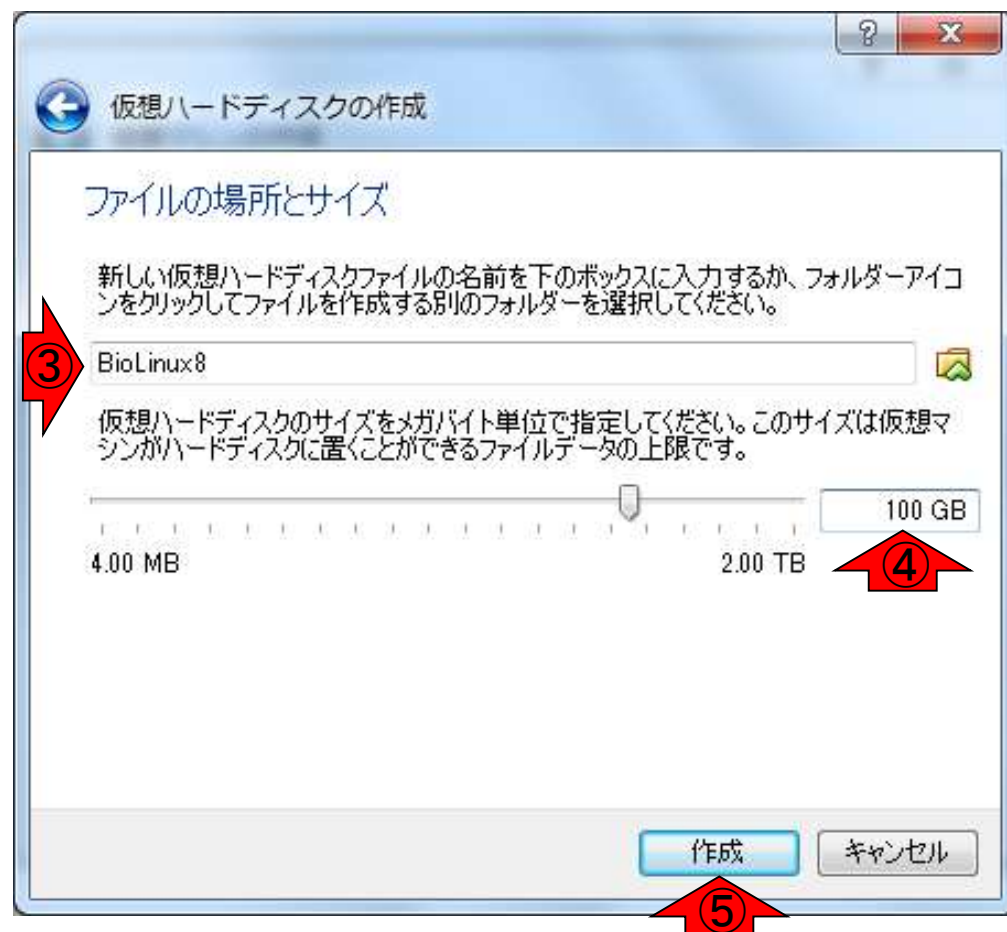 ?
仮想ハードディスクの作成
ファイルの場所とサイズ
新しい仮想ハードディスクファイルの名前を下のボックスに入力するか、フォルダーアイコ
ンをクリックしてファイルを作成する別のフォルダーを選択してください。
③
BioLinux8
仮想ハードディスクのサイズをメガバイト単位で指定してください。このサイズは仮想マ
シンがハードディスクに置くことができるファイルデータの上限です。
100 GB
4.00 MB
2.00 TB
④
作成
キャンセル
⑤